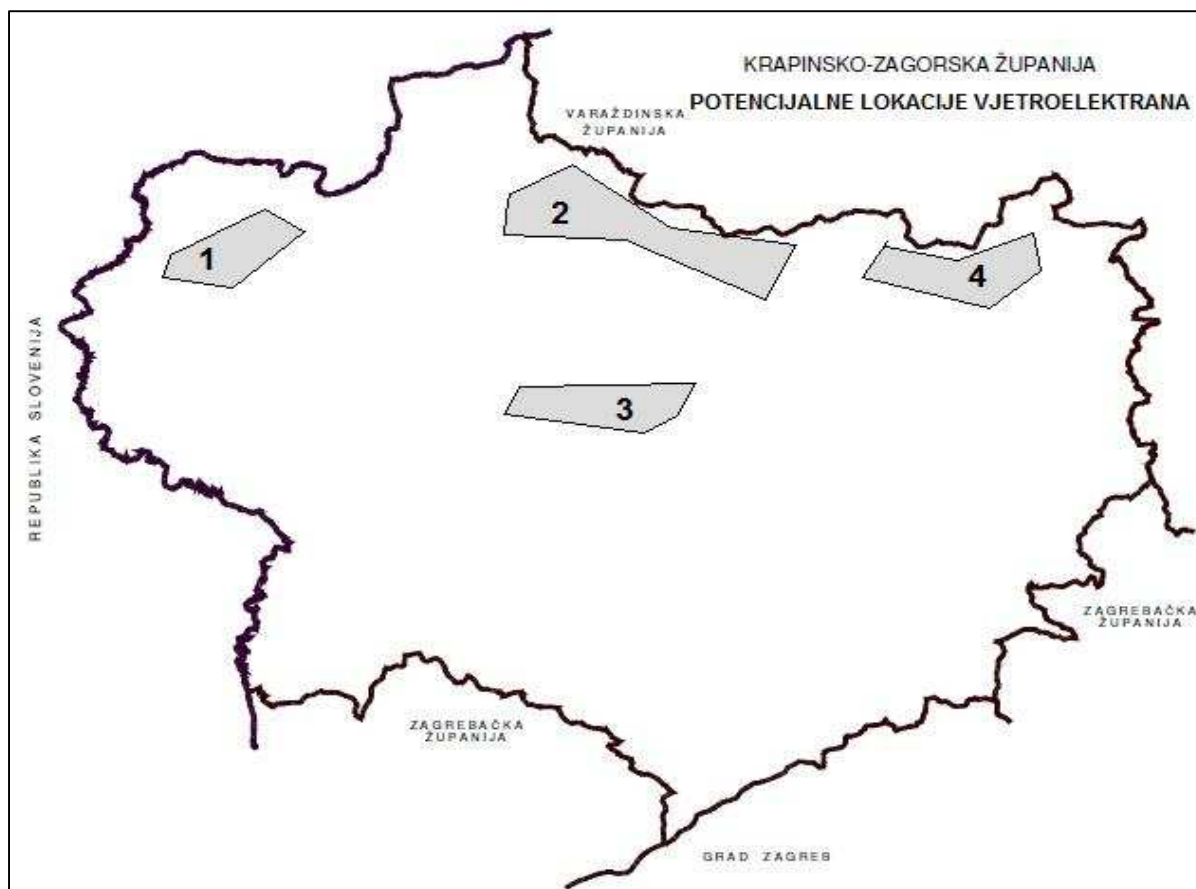 KRAPINSKO-ZAGORSKA ŽUPANIJA
POTENCIJALNE LOKACIJE VJETROELEKTRANA
VARAŽDINSKA
ŽUPANIJA
1
2
4
3
REPUBLIKA SLOVENIJA
ZAGREBAČKA
ŽUPANIJA
ZAGREBAČKA
ŽUPANIJA
GRAD ZAGREB